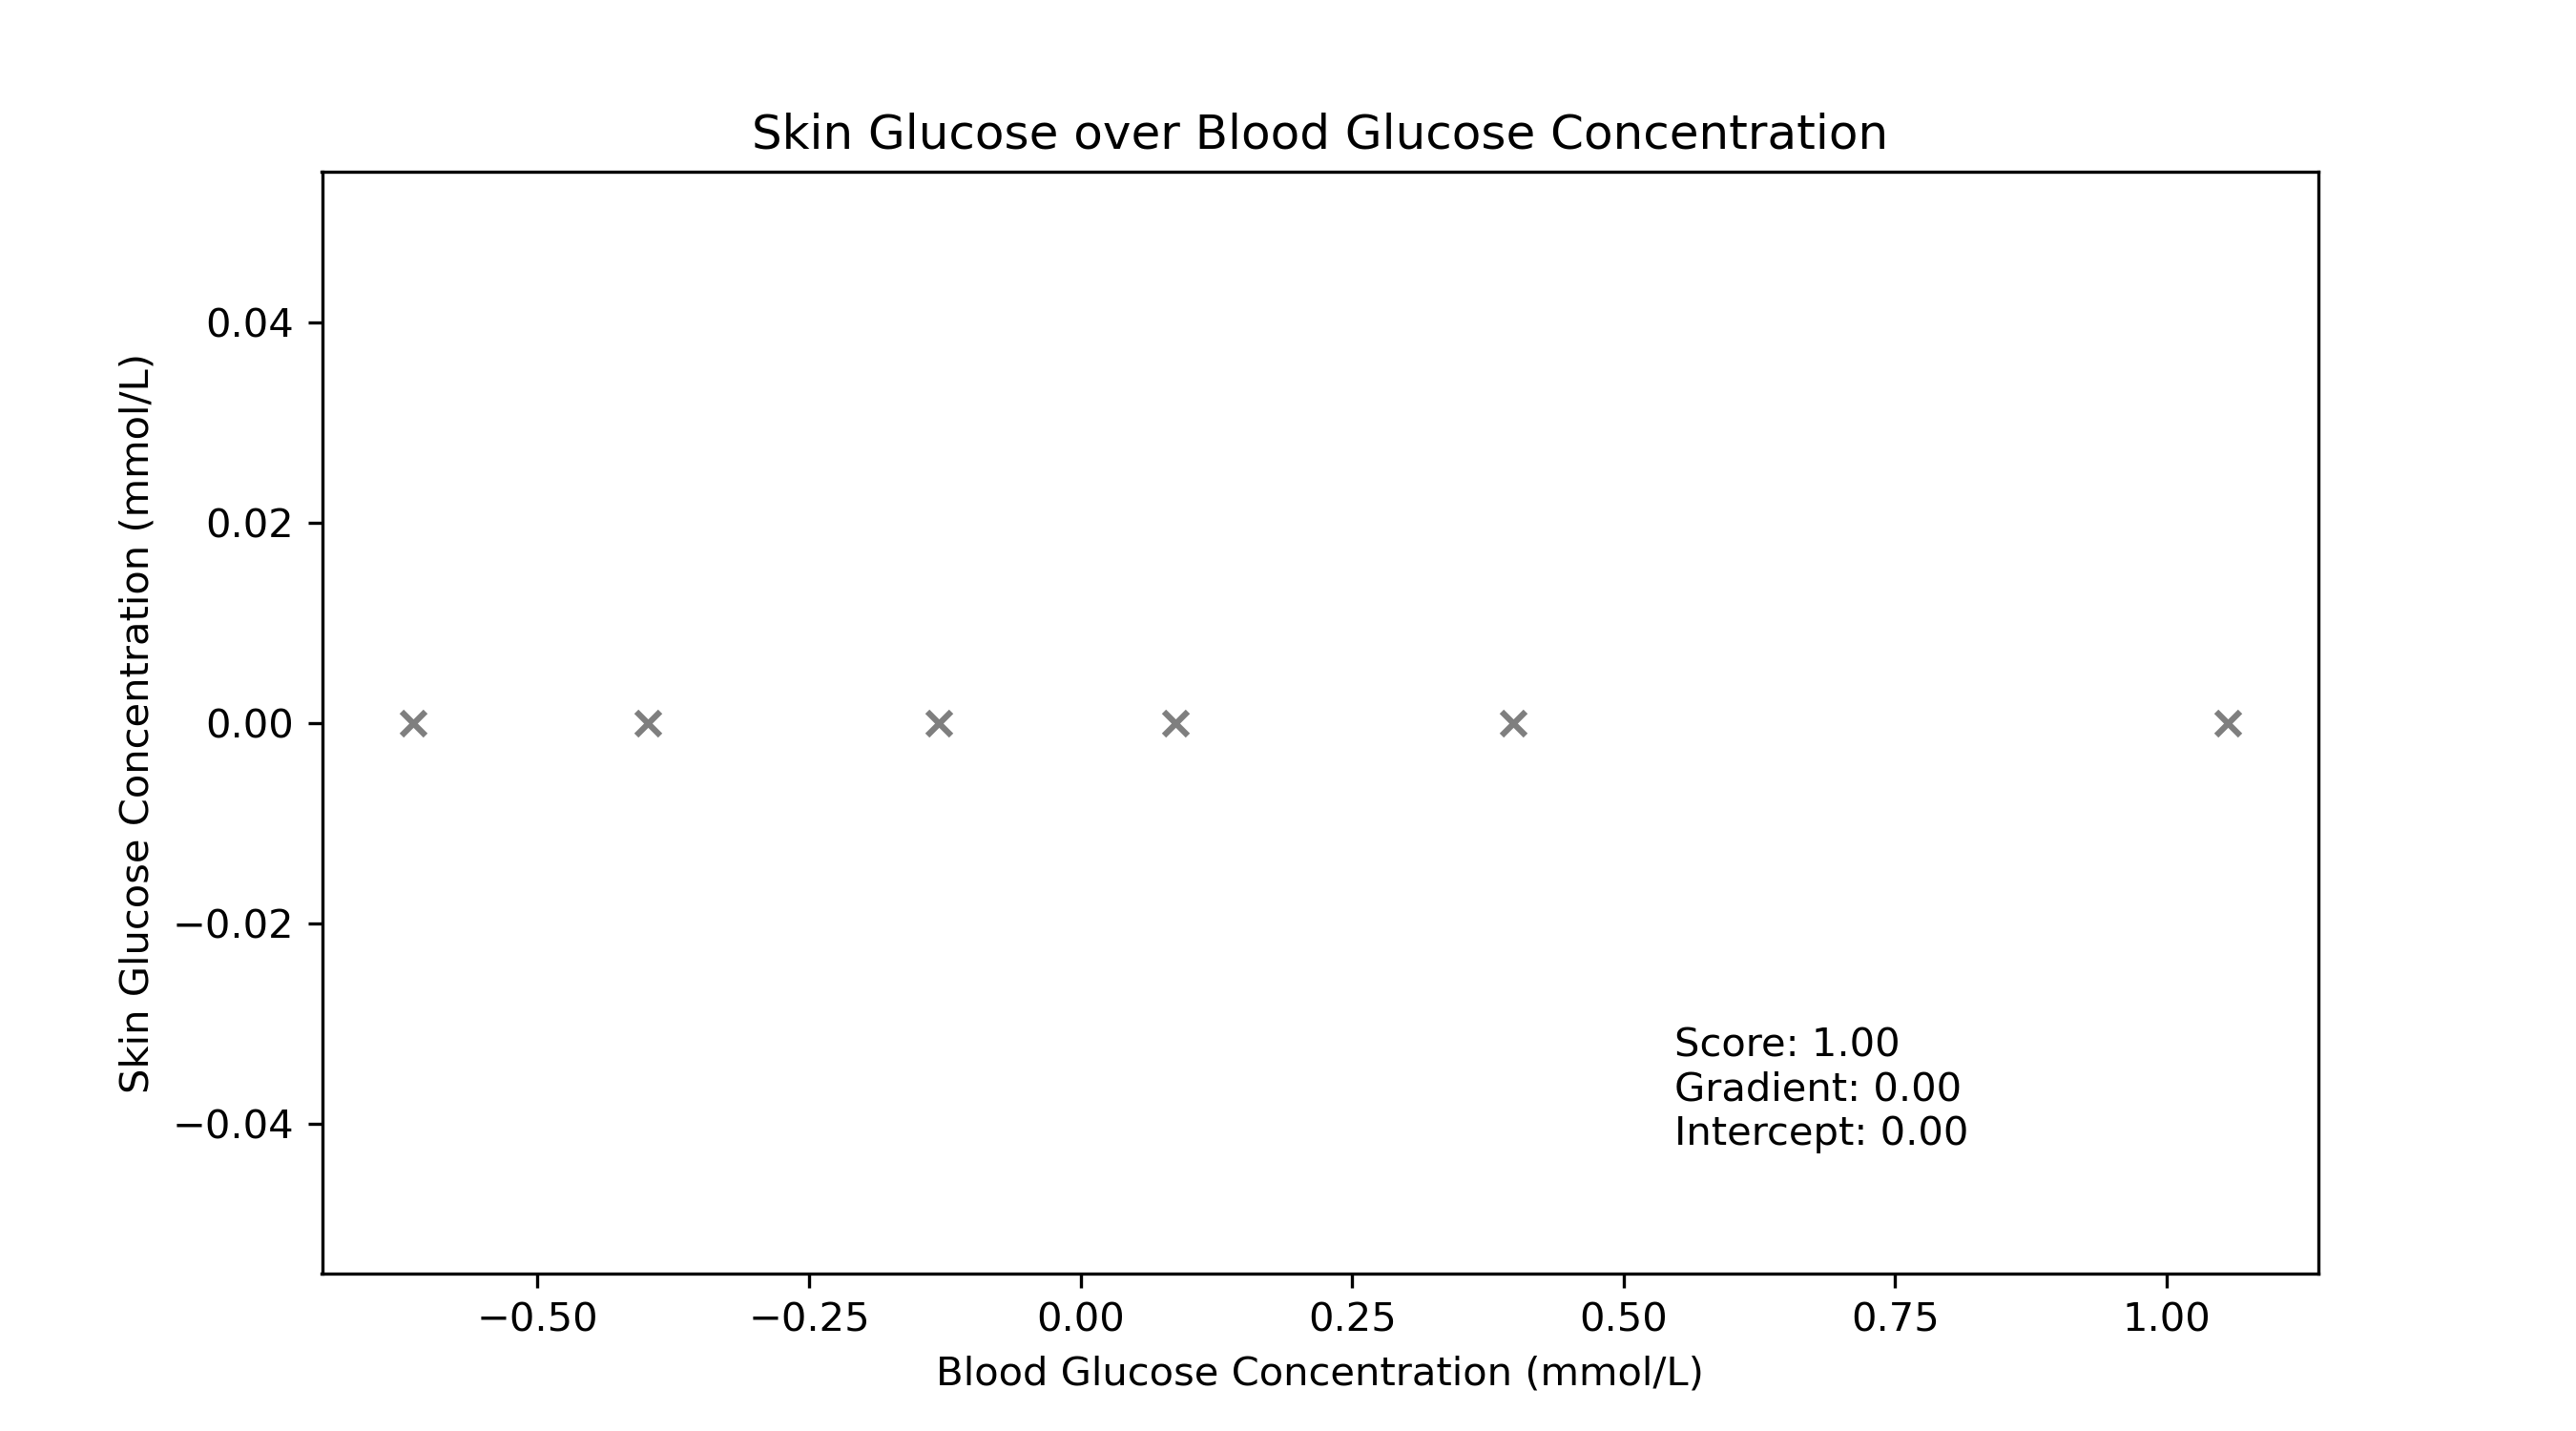 Skin Glucose over Blood Glucose Concentration
Skin Glucose Concentration (mmol/L)
0.04
0.02
0.00
−0.02
−0.04
Score: 1.00
Gradient: 0.00
Intercept: 0.00
−0.50 −0.25 0.00 0.25 0.50 0.75 1.00
Blood Glucose Concentration (mmol/L)